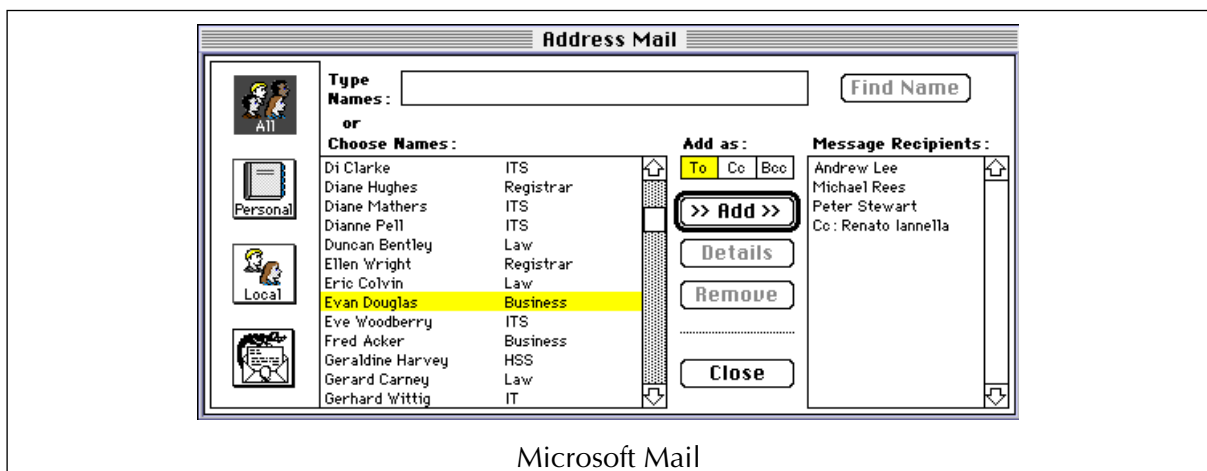 Address Mail
Type
Names:
Find Name
or
Choose Names:
Add as:
Message Recipients:
All
Personal
Local
Di Clarke ITS
Diane Hughes Registrar
Diane Mathers ITS
Dianne Pell ITS
Duncan Bentley Law
Ellen Wright Registrar
Eric Colvin Law
Evan Douglas Business
Eve Woodberry ITS
Fred Acker Business
Geraldine Harvey HSS
Gerard Carney Law
Gerhard Wittig IT
To Cc Bcc
>> Add >>
Details
Remove
Close
Andrew Lee
Michael Rees
Peter Stewart
Cc: Renato Iannella
Microsoft Mail